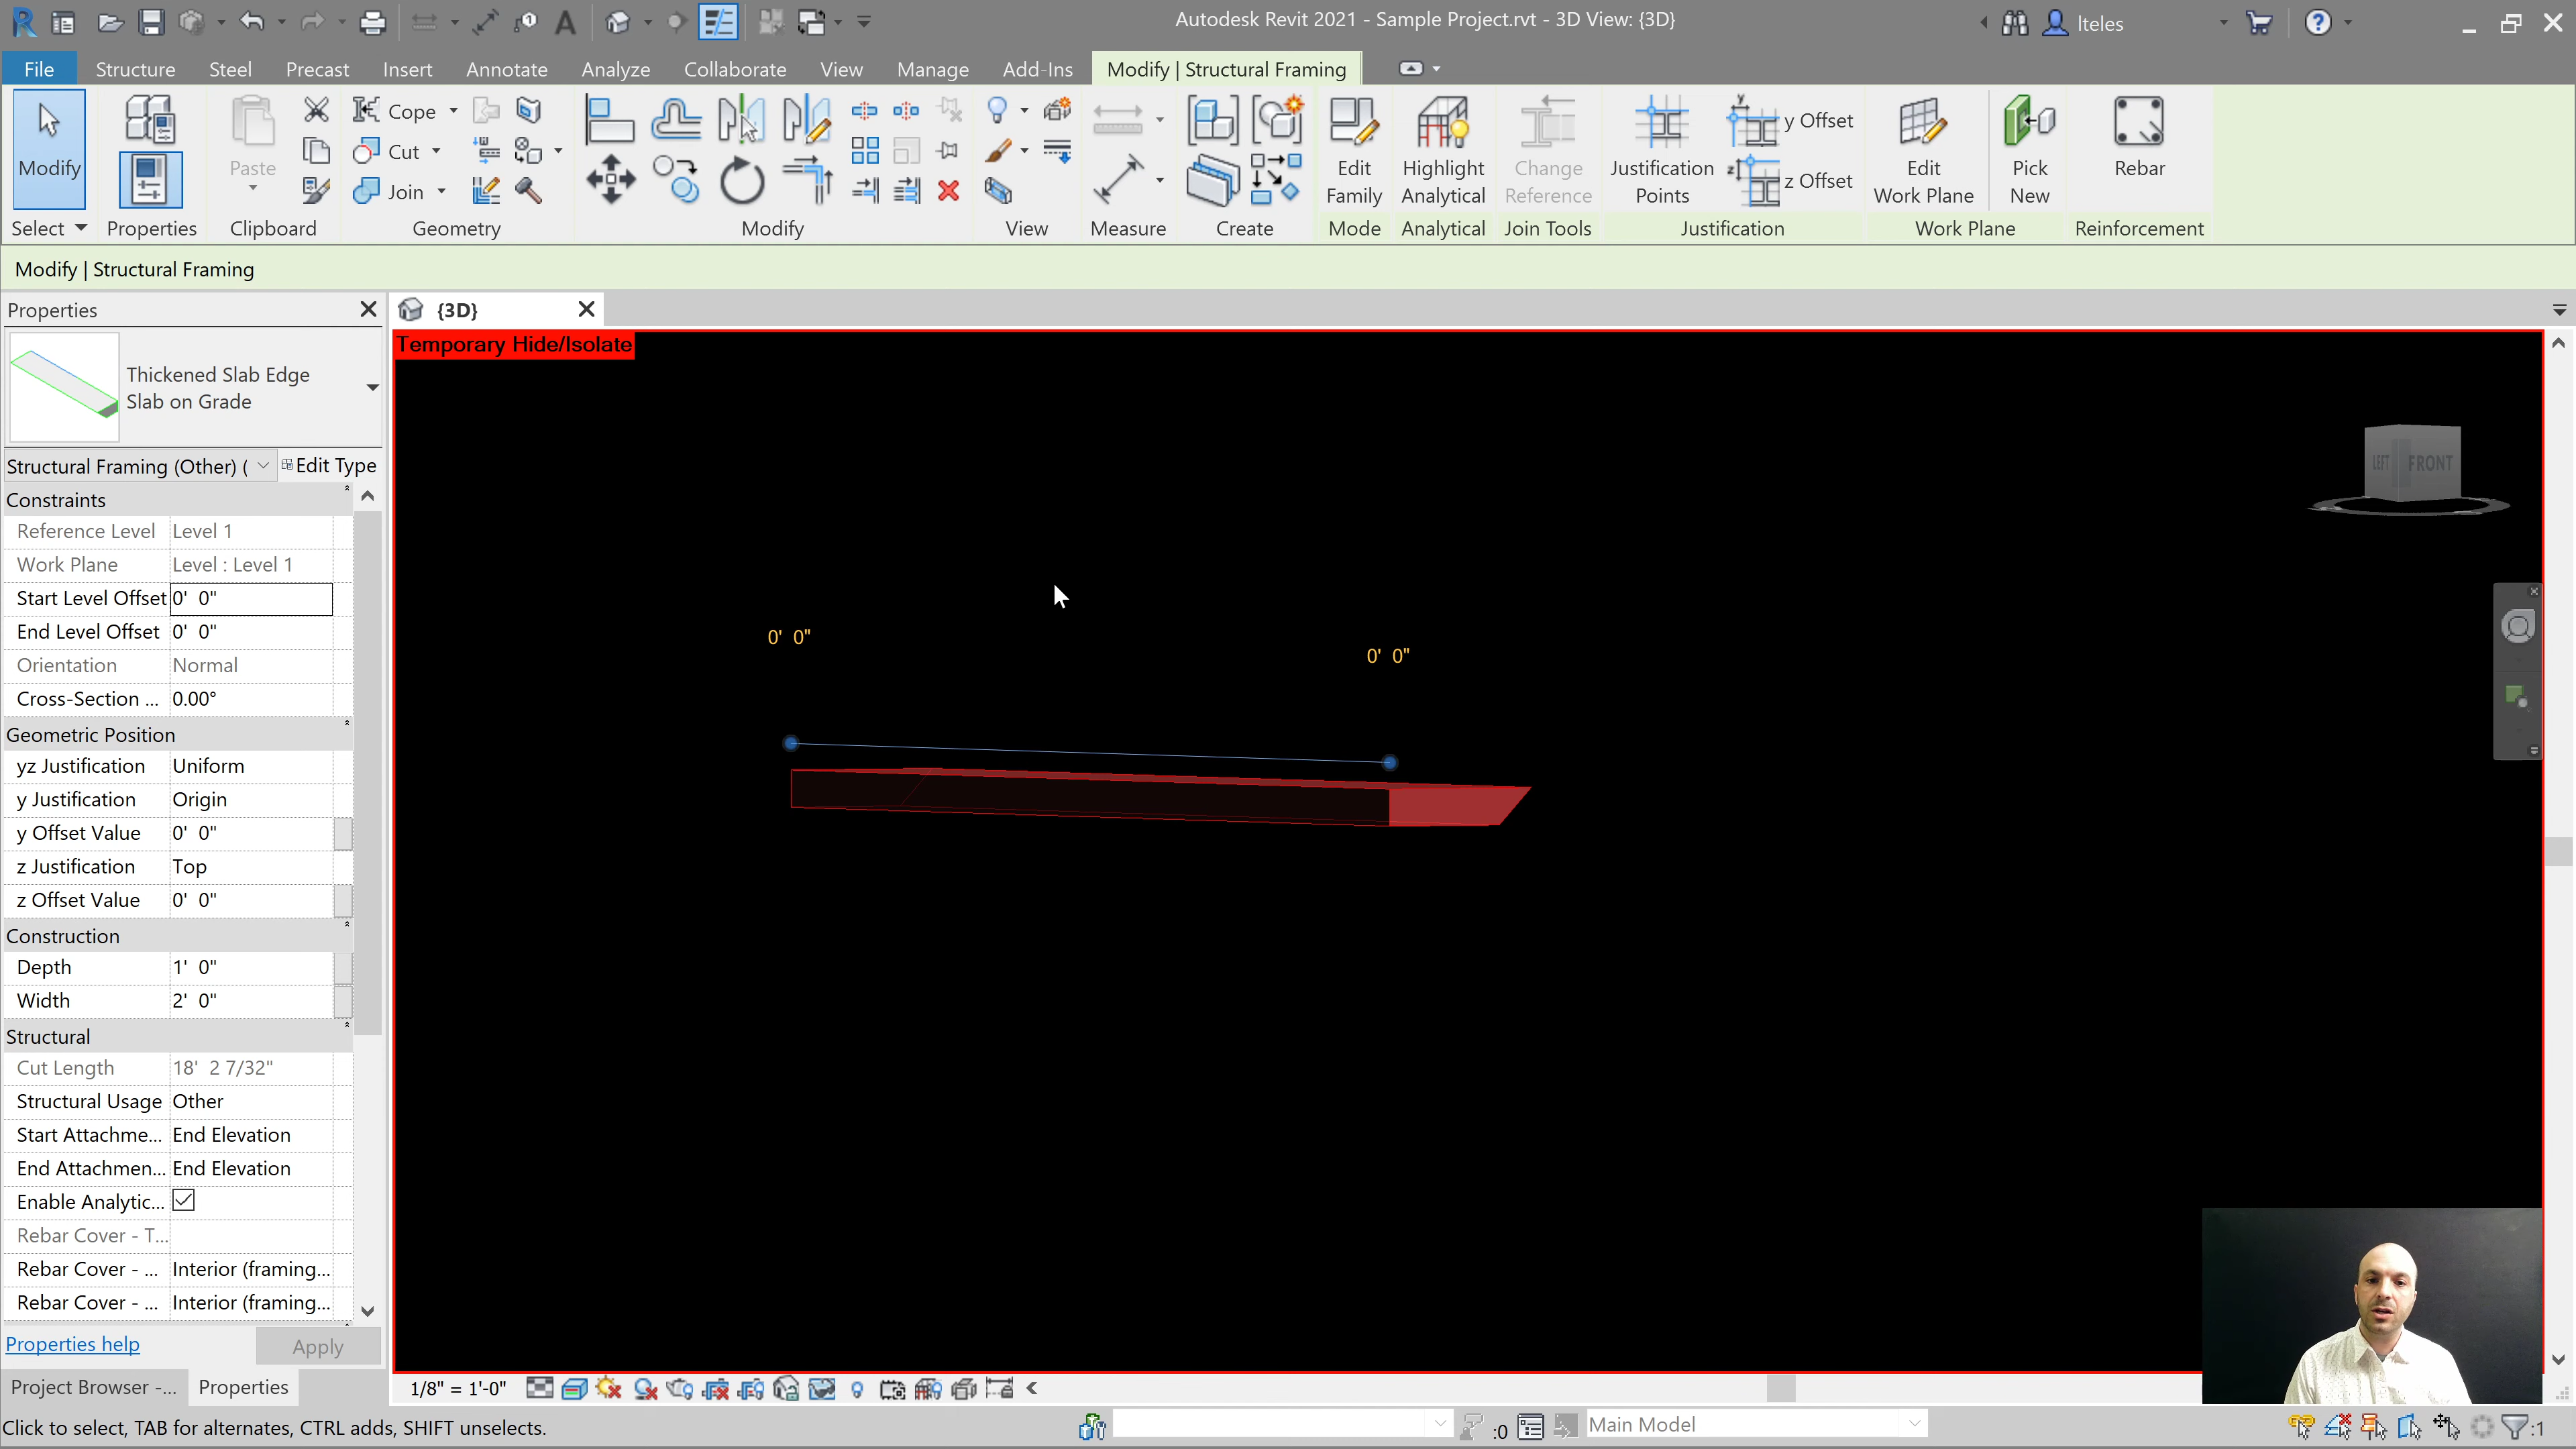 Autodesk Revit 2021 - Sample Project.rvt - 3D View: {3D}
lteles
File Structure Steel Precast Insert Annotate Analyze Collaborate View Manage Add-Ins Modify | Structural Framing
Modify
Select
Properties
Paste
Clipboard
Cope
Cut
Join
Geometry
Modify
View
Measure
Create
Edit Family
Mode
Highlight Analytical
Analytical
Change Reference
Join Tools
Justification Points
y Offset
z Offset
Justification
Edit Work Plane
Pick New
Work Plane
Rebar
Reinforcement
Modify | Structural Framing
Properties
{3D}
Temporary Hide/Isolate
Thickened Slab Edge
Slab on Grade
Structural Framing (Other) ( Edit Type
Constraints
Reference Level Level 1
Work Plane Level : Level 1
Start Level Offset 0' 0"
End Level Offset 0' 0"
Orientation Normal
Cross-Section ... 0.00°
Geometric Position
yz Justification Uniform
y Justification Origin
y Offset Value 0' 0"
z Justification Top
z Offset Value 0' 0"
Construction
Depth 1' 0"
Width 2' 0"
Structural
Cut Length 18' 2 7/32"
Structural Usage Other
Start Attachme... End Elevation
End Attachmen... End Elevation
Enable Analytic...
Rebar Cover - T...
Rebar Cover - ... Interior (framing...
Rebar Cover - ... Interior (framing...
Properties help Apply
Project Browser -... Properties
0' 0"
0' 0"
LEFT FRONT
1/8" = 1'-0"
Click to select, TAB for alternates, CTRL adds, SHIFT unselects.
:0 Main Model :1